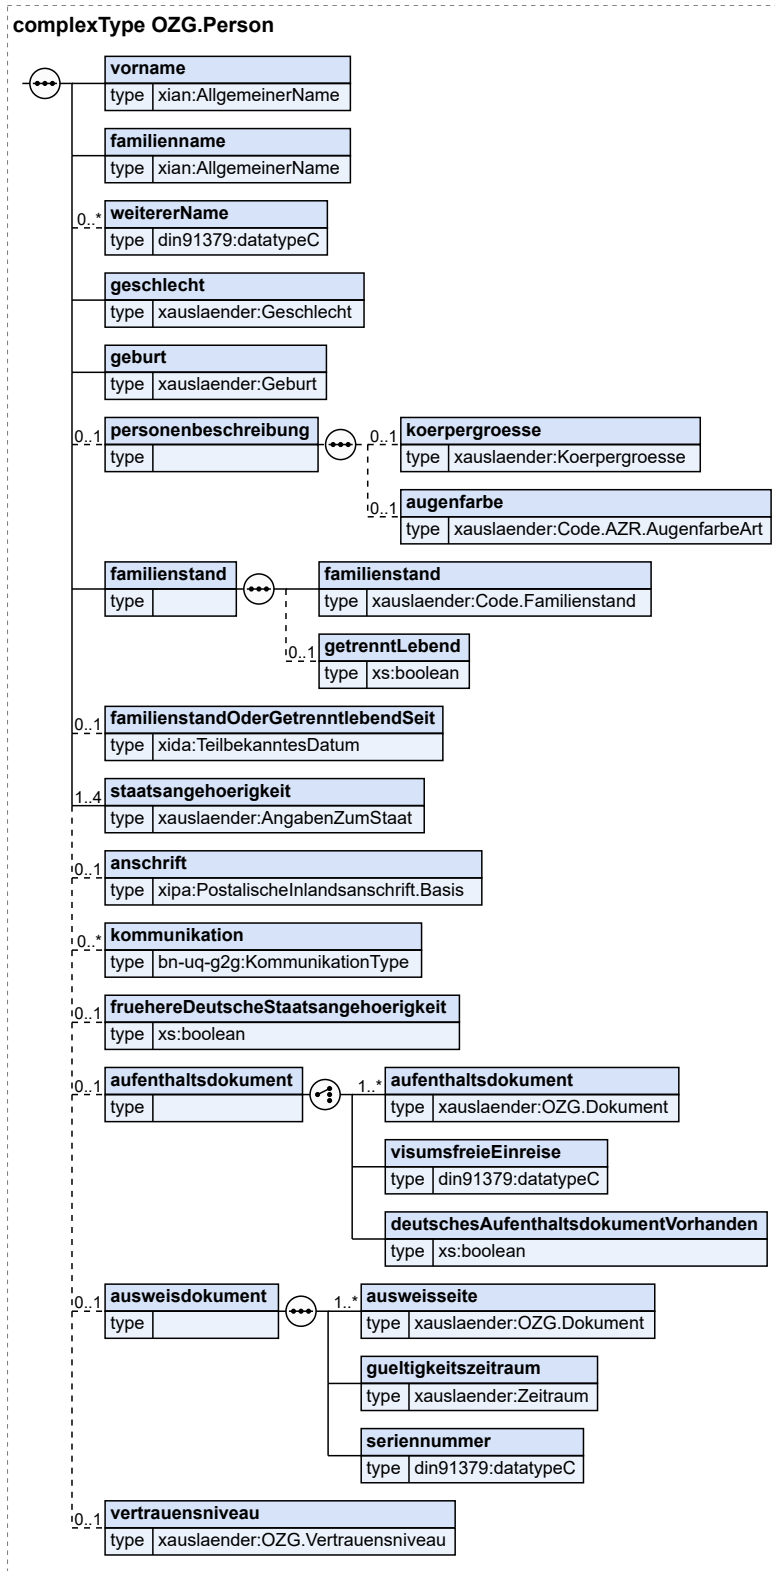 complexType OZG.Person
vorname
type xian:AllgemeinerName
familienname
type xian:AllgemeinerName
0..* weitererName
type din91379:datatypeC
geschlecht
type xauslaender:Geschlecht
geburt
type xauslaender:Geburt
0..1 personenbeschreibung
type
0..1 koerpergroesse
type xauslaender:Koerpergroesse
0..1 augenfarbe
type xauslaender:Code.AZR.AugenfarbeArt
familienstand
type
familienstand
type xauslaender:Code.Familienstand
0..1 getrenntLebend
type xs:boolean
0..1 familienstandOderGetrenntlebendSeit
type xida:TeilbekanntesDatum
1..4 staatsangehoerigkeit
type xauslaender:AngabenZumStaat
0..1 anschrift
type xipa:PostalischeInlandsanschrift.Basis
0..* kommunikation
type bn-uq-g2g:KommunikationType
0..1 fruehereDeutscheStaatsangehoerigkeit
type xs:boolean
0..1 aufenthaltsdokument
type
1..* aufenthaltsdokument
type xauslaender:OZG.Dokument
visumsfreieEinreise
type din91379:datatypeC
deutschesAufenthaltsdokumentVorhanden
type xs:boolean
0..1 ausweisdokument
type
1..* ausweisseite
type xauslaender:OZG.Dokument
gueltigkeitszeitraum
type xauslaender:Zeitraum
seriennummer
type din91379:datatypeC
0..1 vertrauensniveau
type xauslaender:OZG.Vertrauensniveau